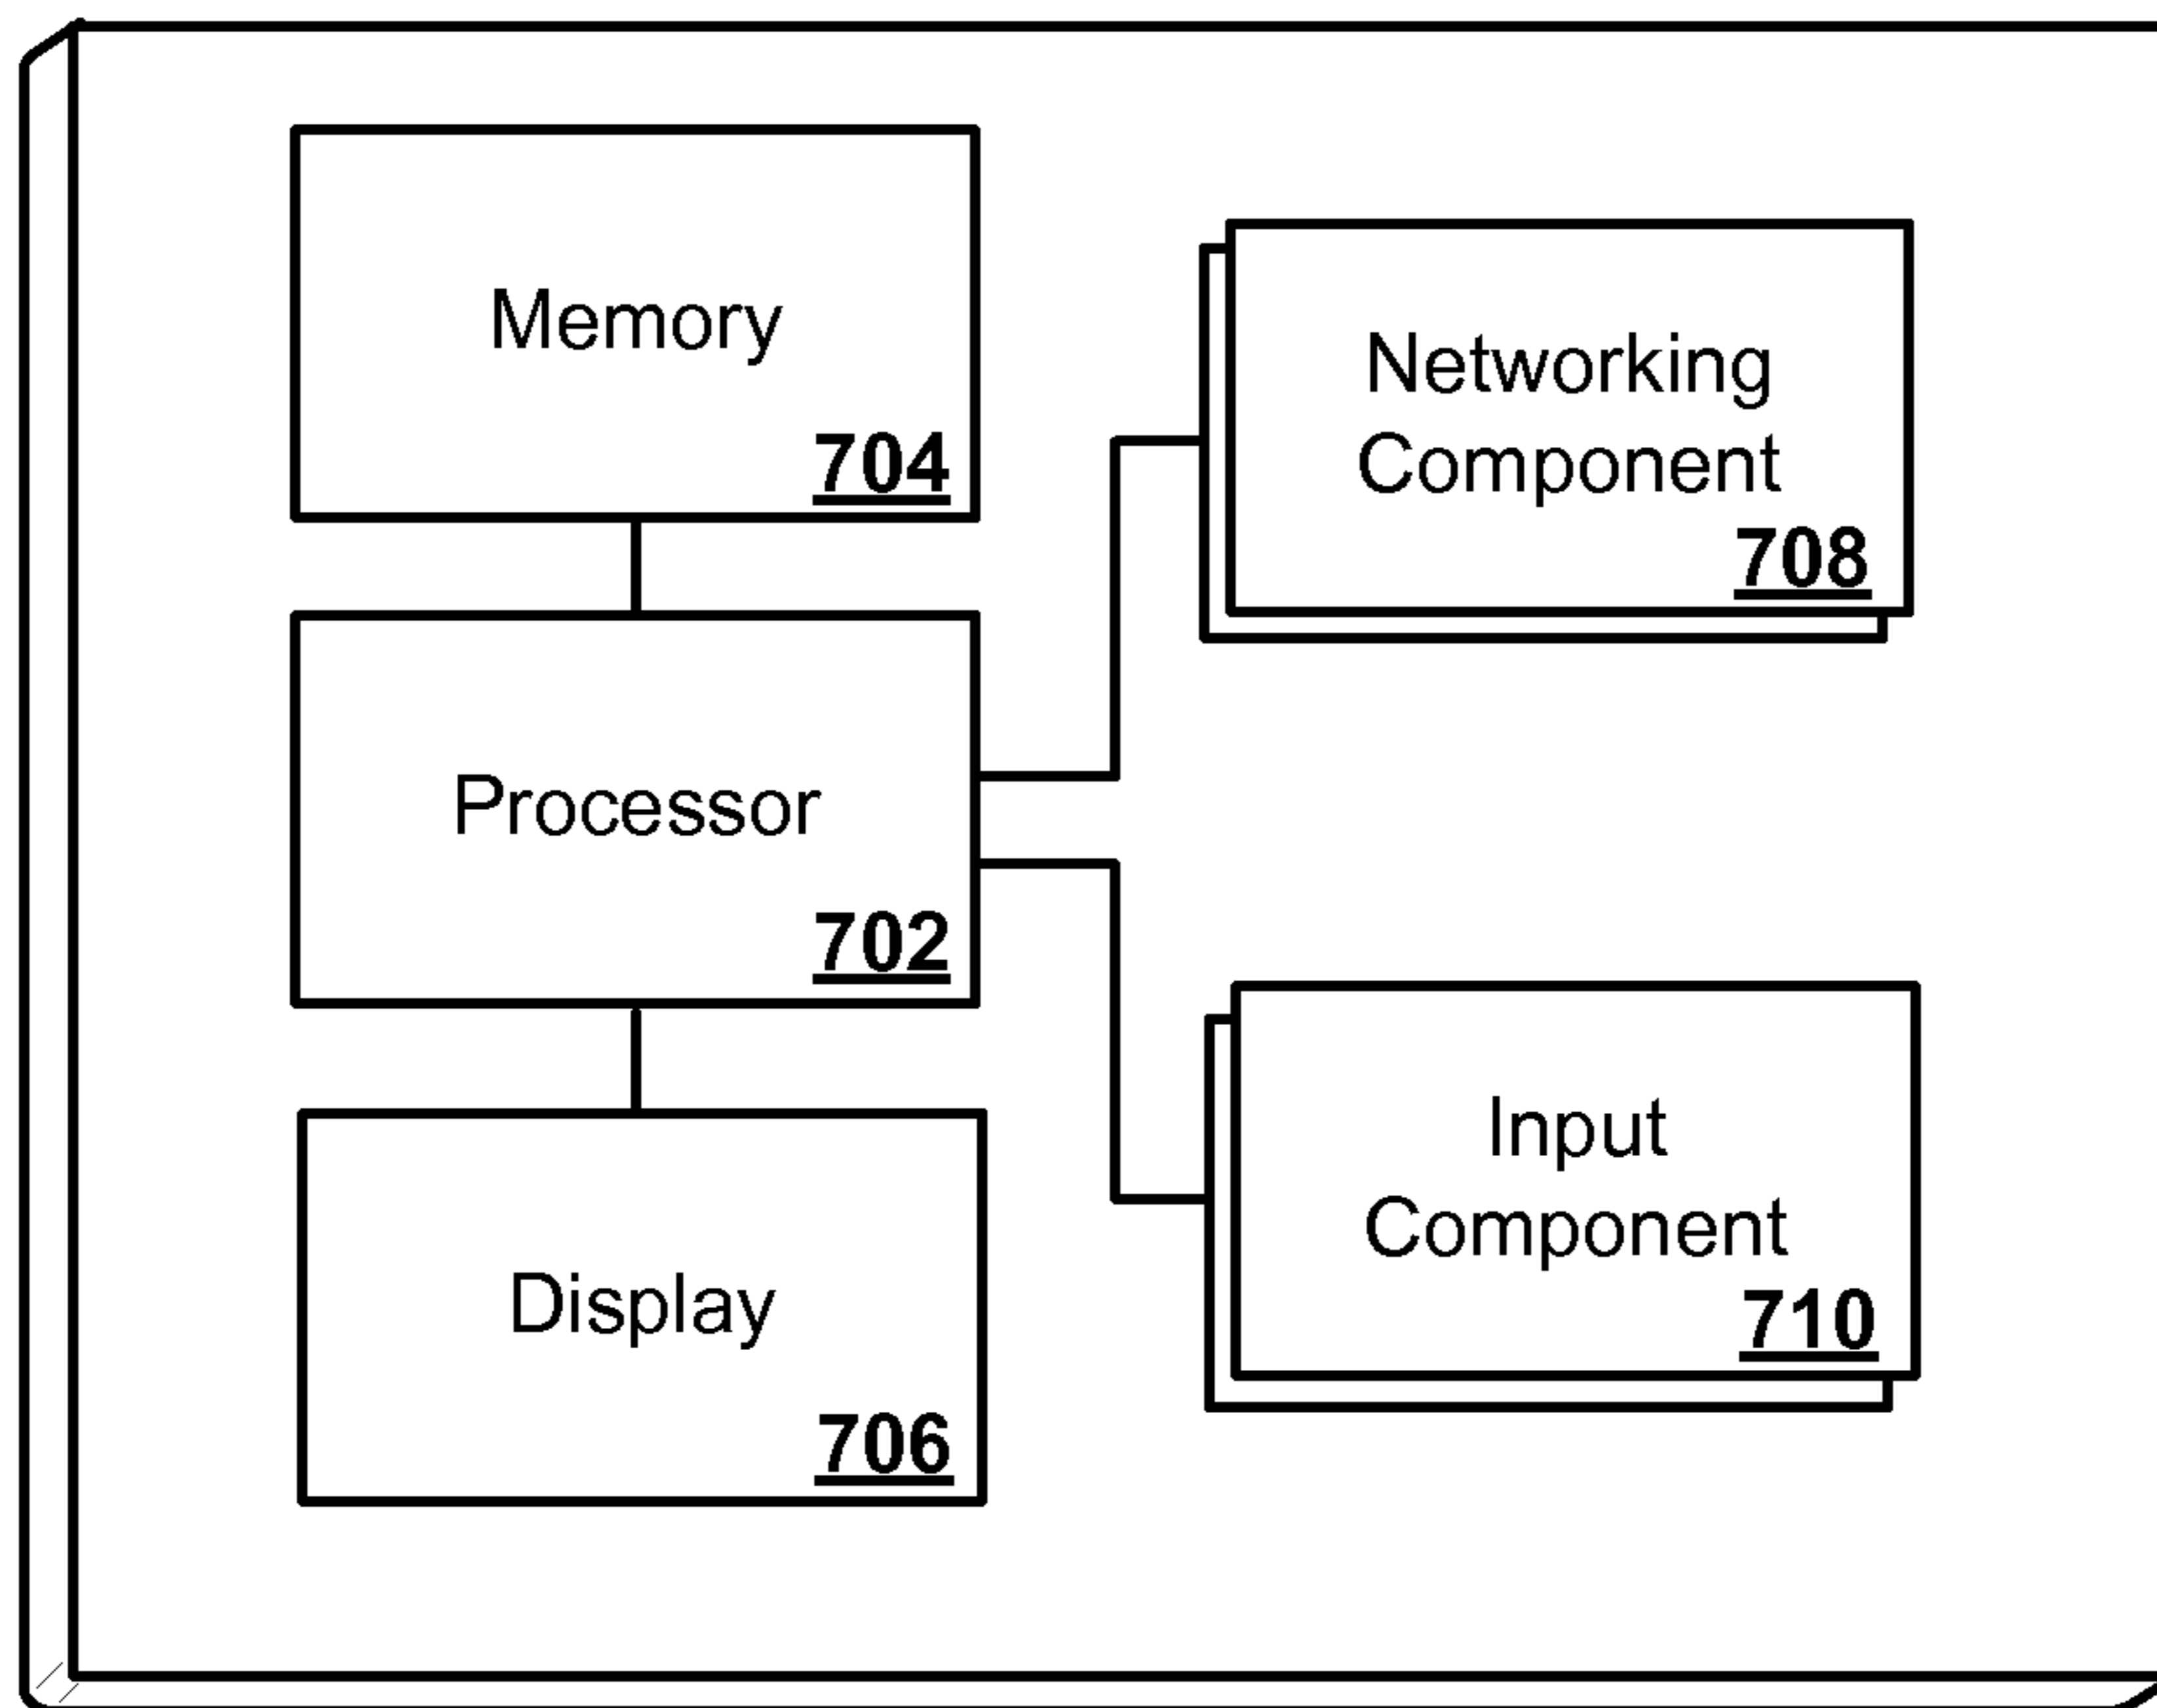 Memory
704
Networking
Component
708
Processor
702
Input
Component
710
Display
706